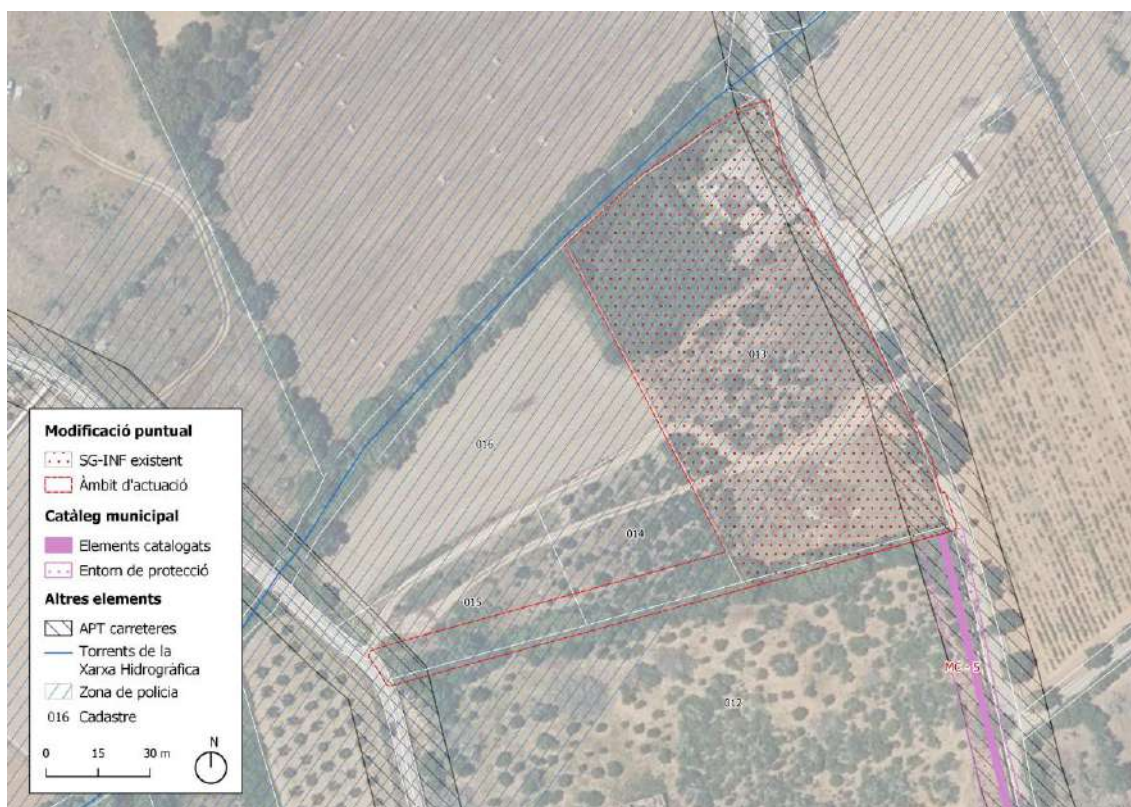 013
016
014
015
012
MC - 5
Modificació puntual
SG-INF existent
Àmbit d'actuació
Catàleg municipal
Elements catalogats
Entorn de protecció
Altres elements
APT carreteres
Torrents de la
Xarxa Hidrogràfica
Zona de policia
016 Cadastre
0 15 30 m
N